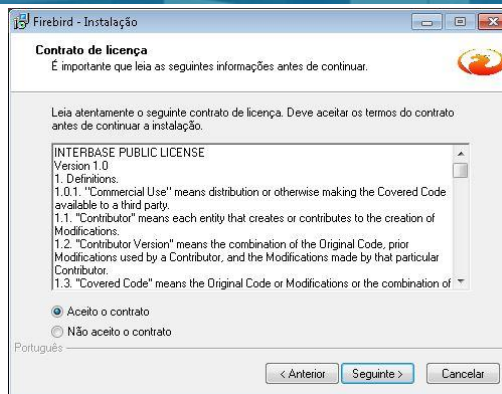 Firebird - Instalação
Contrato de licença
É importante que leia as seguintes informações antes de continuar.
Leia atentamente o seguinte contrato de licença. Deve aceitar os termos do contrato
antes de continuar a instalação.
INTERBASE PUBLIC LICENSE
Version 1.0
1. Definitions.
1.0.1. "Commercial Use" means distribution or otherwise making the Covered Code
available to a third party.
1.1. "Contributor" means each entity that creates or contributes to the creation of
Modifications.
1.2. "Contributor Version" means the combination of the Original Code, prior
Modifications used by a Contributor, and the Modifications made by that particular
Contributor.
1.3. "Covered Code" means the Original Code or Modifications or the combination of
Aceito o contrato
Não aceito o contrato
Português
< Anterior
Seguinte >
Cancelar